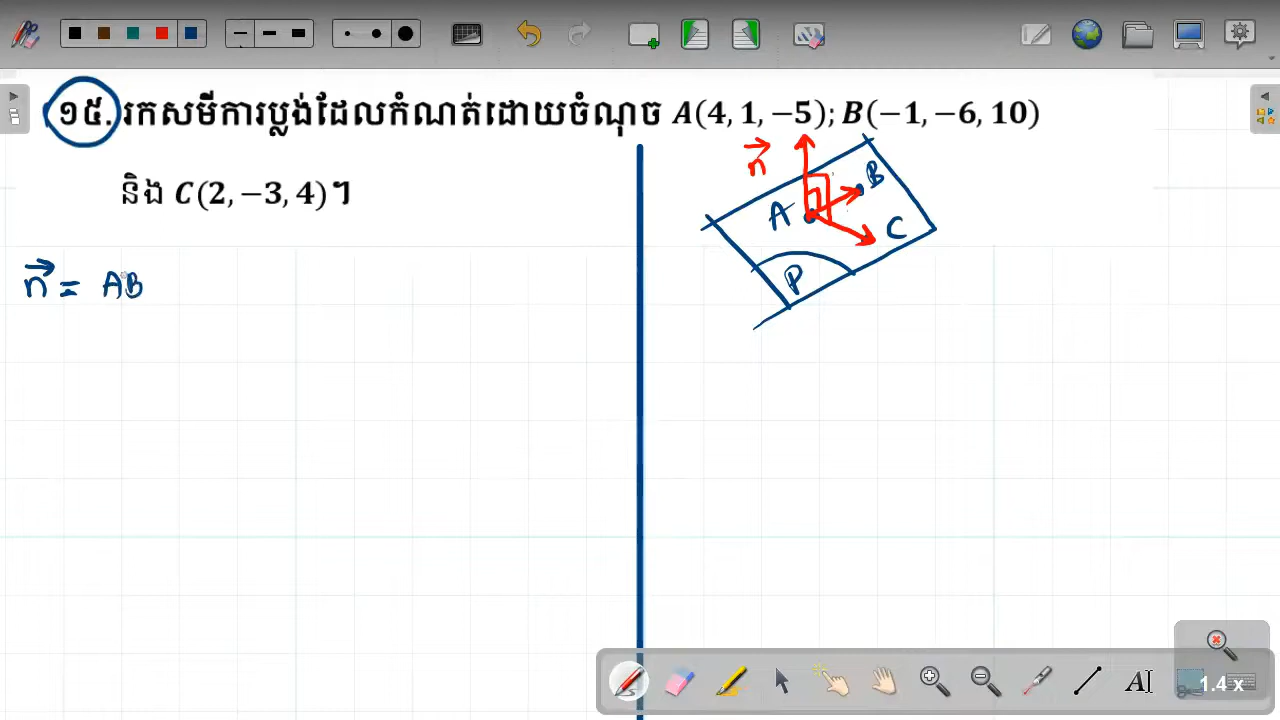 ១៥. រកសមីការប្លង់ដែលកំណត់ដោយចំណុច A(4, 1, −5); B(−1, −6, 10)
និង C(2, −3, 4)។
n⃗ = AB
n⃗
A
B
C
P
1.4 x